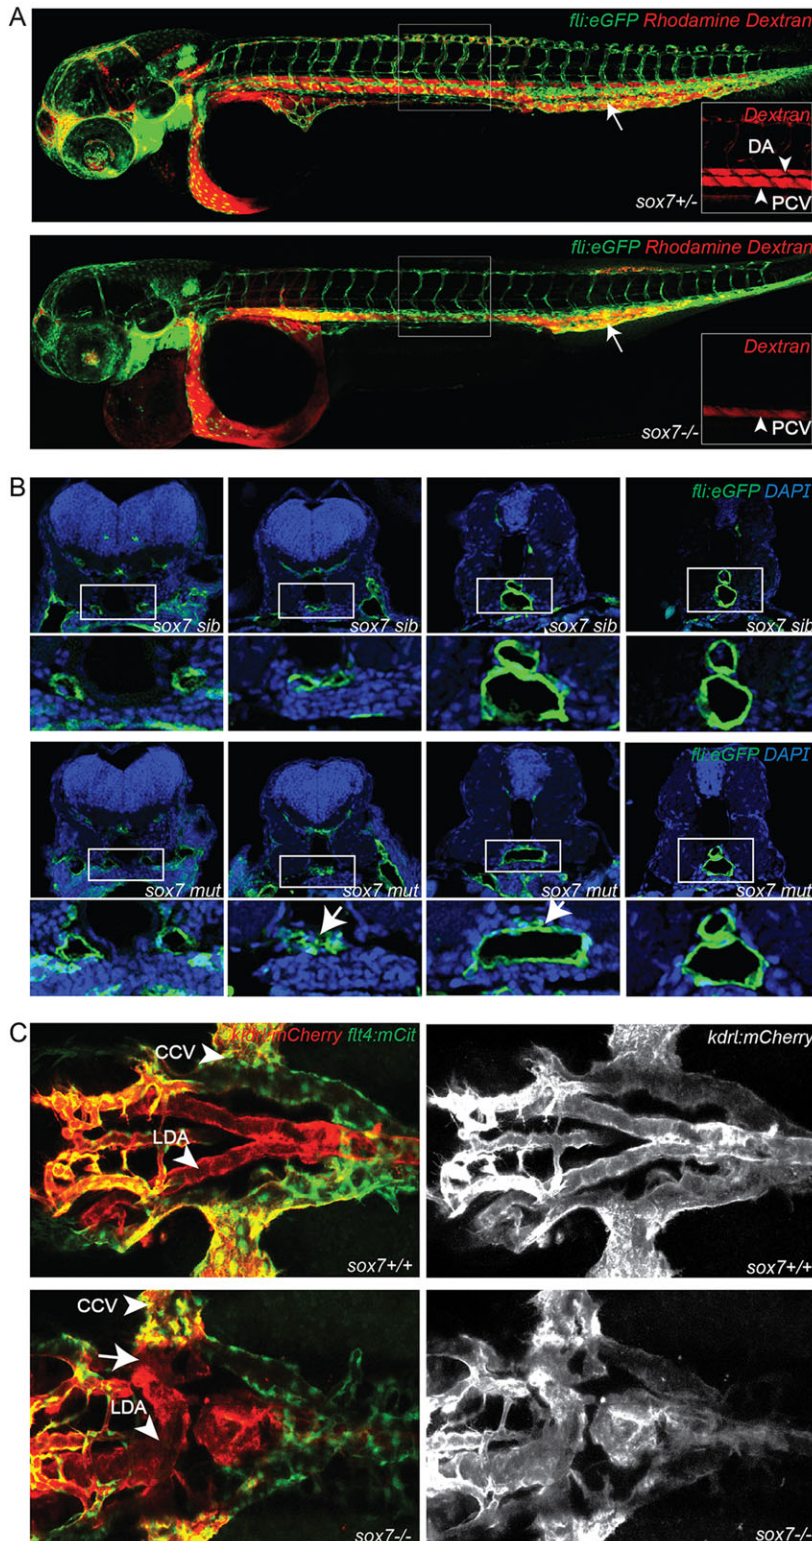 A
fli:eGFP Rhodamine Dextran
Dextran
DA
PCV
sox7+/-
fli:eGFP Rhodamine Dextran
Dextran
PCV
sox7-/-
B
fli:eGFP DAPI
sox7 sib
sox7 sib
sox7 sib
sox7 sib
fli:eGFP DAPI
sox7 mut
sox7 mut
sox7 mut
sox7 mut
C
kdrl:mCherry flt4:mCit
kdrl:mCherry
CCV
LDA
sox7+/+
sox7+/+
CCV
LDA
sox7-/-
sox7-/-